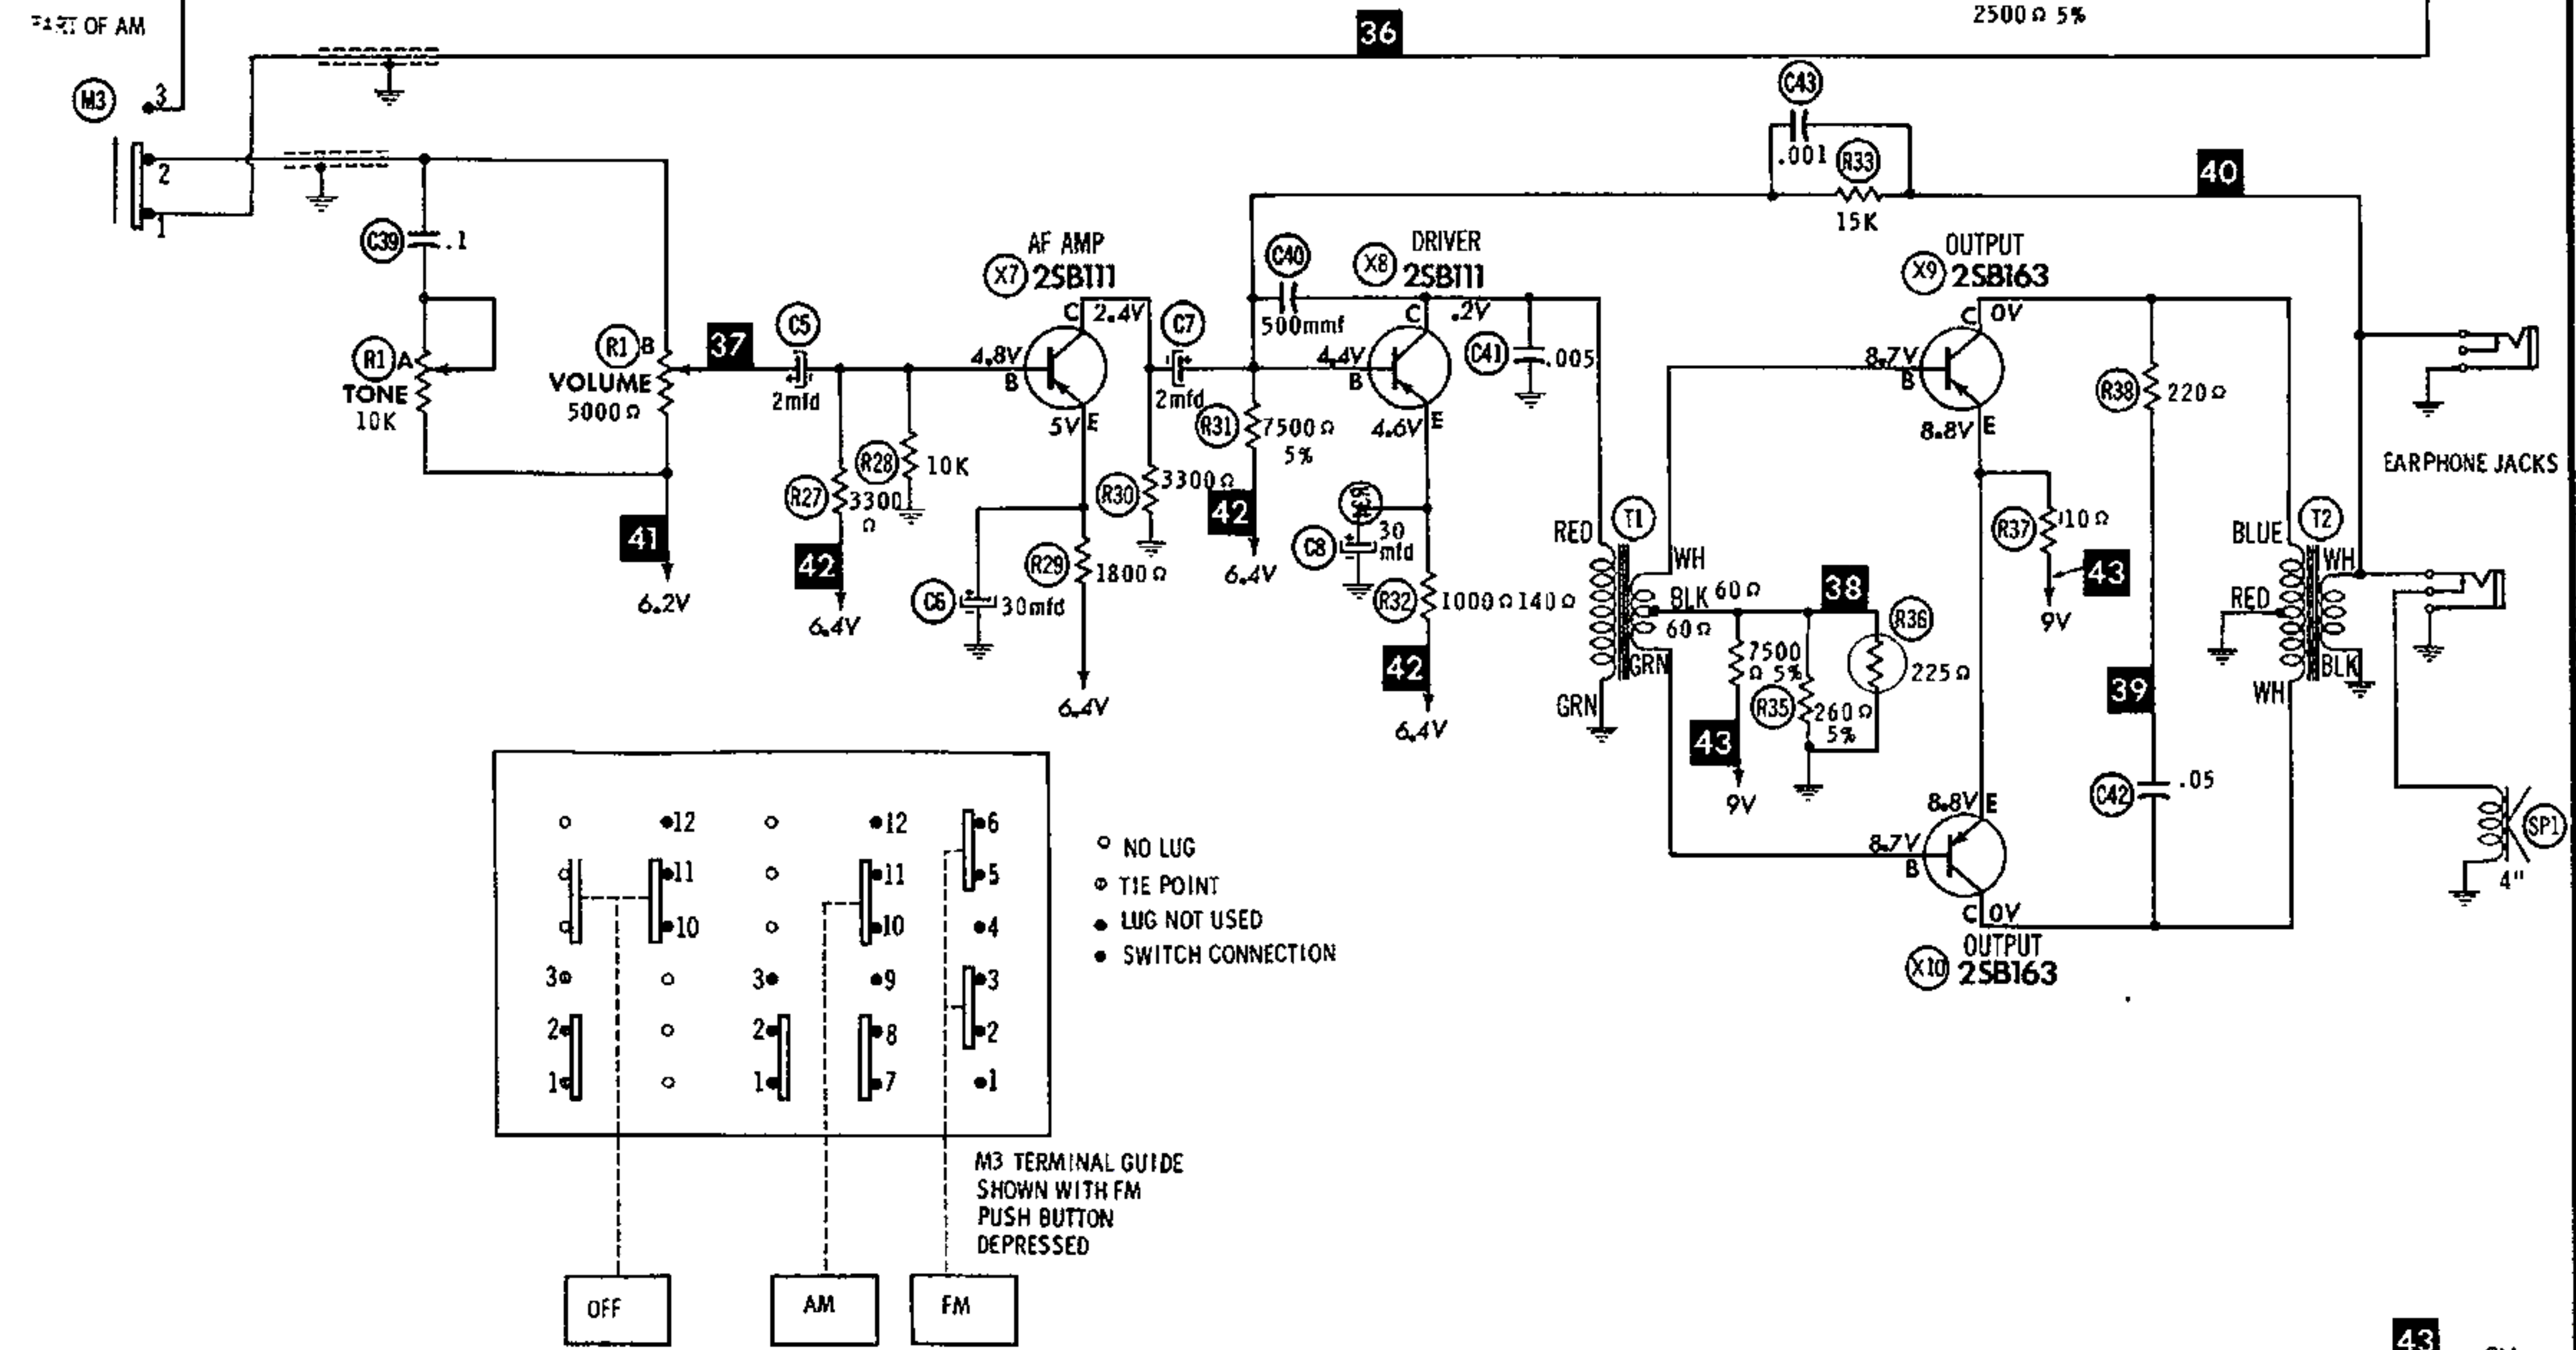 PART OF AM
2500Ω 5%
36
M3
3
2
1
C43
.001
R33
15K
40
C39
.1
AF AMP
X7 2SB111
C 2.4V
4.8V
B
5V E
C40
500mmf
X8
DRIVER
2SB111
C .2V
4.4V
B
4.6V E
OUTPUT
X9 2SB163
C 0V
8.7V
B
8.8V E
R1 A
TONE
10K
R1 B
VOLUME
5000Ω
37
C5
2mfd
C7
2mfd
C41
.005
R38
220Ω
EARPHONE JACKS
R27
3300
Ω
R28
10K
R30
3300Ω
R31
7500Ω
5%
42
6.4V
41
6.2V
42
6.4V
C6
30mfd
R29
1800Ω
6.4V
C8
30
mfd
R32
1000Ω
42
6.4V
140Ω
RED
T1
WH
BLK
60Ω
60Ω
GRN
GRN
38
7500
Ω 5%
43
9V
R35
260Ω
5%
R36
225Ω
R37
10Ω
43
9V
39
C42
.05
BLUE
T2
WH
RED
WH
BLK
SP1
4"
8.8V E
8.7V
B
C 0V
OUTPUT
X10 2SB163
12
11
10
3
2
1
12
11
10
3
9
2
8
1
7
6
5
4
3
2
1
NO LUG
TIE POINT
LUG NOT USED
SWITCH CONNECTION
M3 TERMINAL GUIDE
SHOWN WITH FM
PUSH BUTTON
DEPRESSED
OFF
AM
FM
43